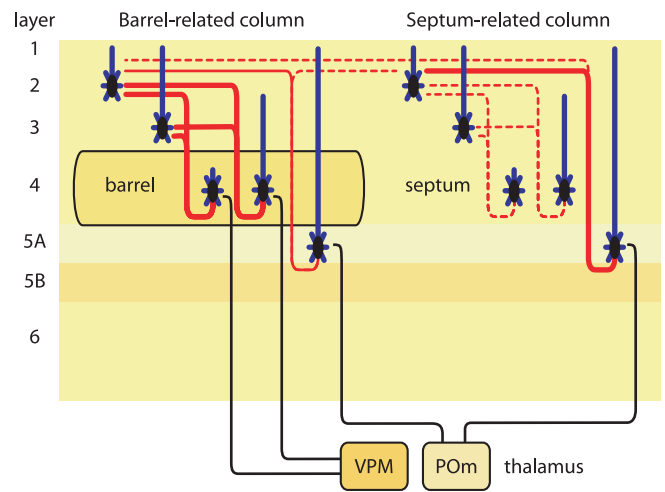 layer Barrel-related column Septum-related column
1
2
3
4 barrel septum
5A
5B
6
VPM POm thalamus